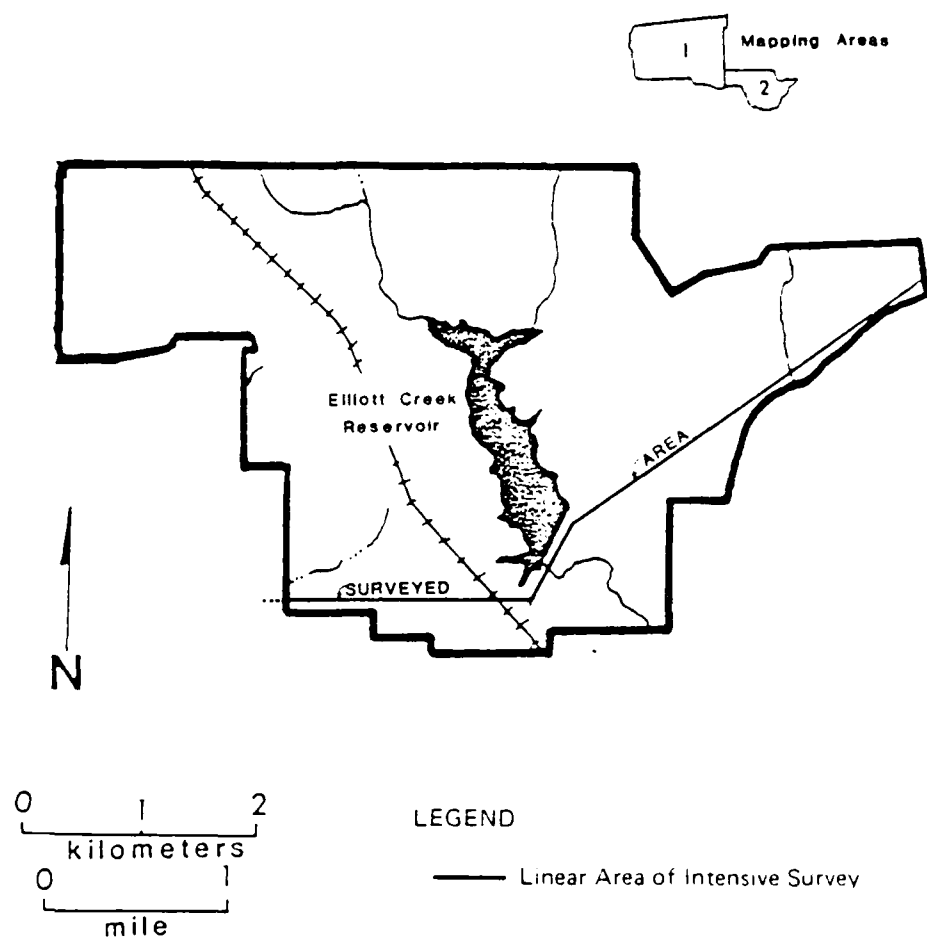 1
Mapping Areas
2
Elliott Creek
Reservoir
AREA
SURVEYED
N
0 1 2
kilometers
0 1
mile
LEGEND
Linear Area of Intensive Survey